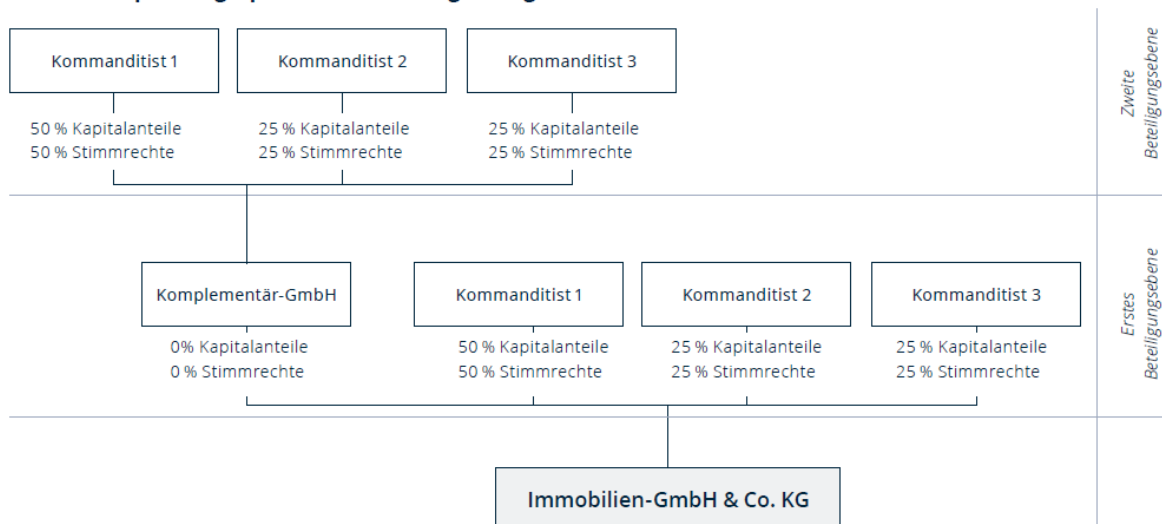 Kommanditist 1
Kommanditist 2
Kommanditist 3
50 % Kapitalanteile
50 % Stimmrechte
25 % Kapitalanteile
25 % Stimmrechte
25 % Kapitalanteile
25 % Stimmrechte
Zweite
Beteiligungsebene
Komplementär-GmbH
Kommanditist 1
Kommanditist 2
Kommanditist 3
0% Kapitalanteile
0 % Stimmrechte
50 % Kapitalanteile
50 % Stimmrechte
25 % Kapitalanteile
25 % Stimmrechte
25 % Kapitalanteile
25 % Stimmrechte
Erstes
Beteiligungsebene
Immobilien-GmbH & Co. KG